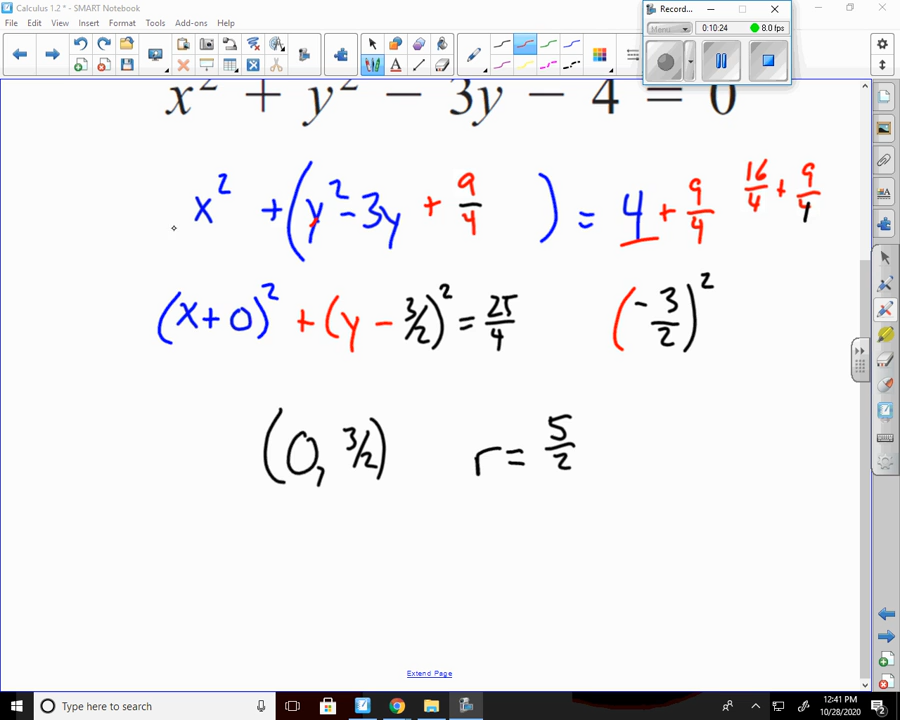 Calculus 1.2 * - SMART Notebook
Record...
File Edit View Insert Format Tools Add-ons Help
Menu 0:10:24 8.0 fps
x² + y² − 3y − 4 = 0
x² + (y² - 3y + 9/4 ) = 4 + 9/4 16/4 + 9/4
(x + 0)² + (y - 3/2)² = 25/4 (-3/2)²
(0, 3/2) r = 5/2
Extend Page
Type here to search
12:41 PM
10/28/2020
2